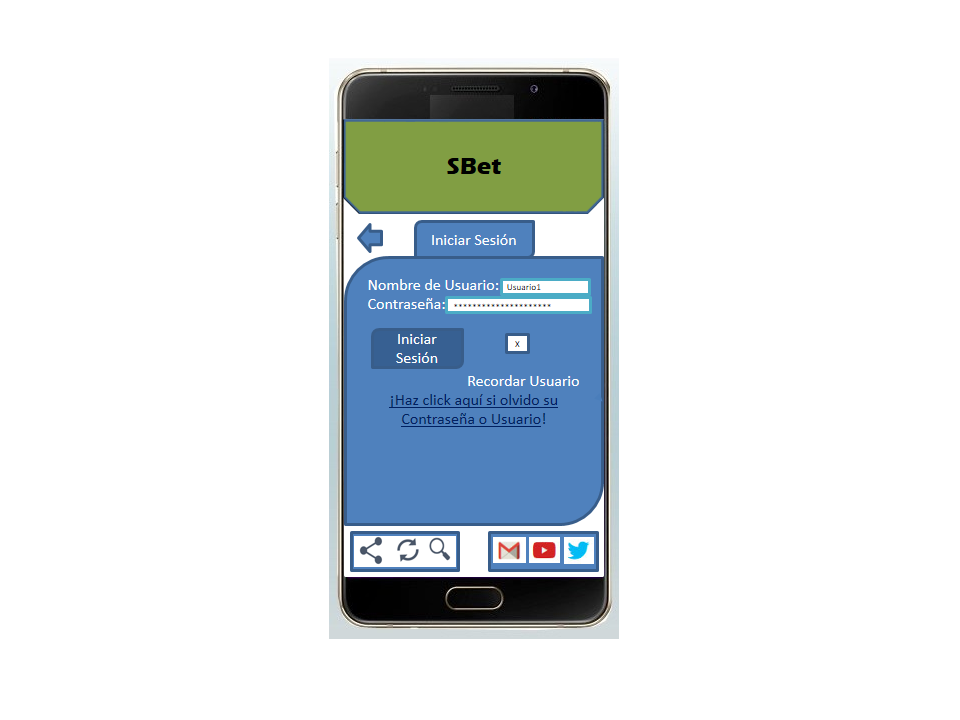 SBet
Iniciar Sesión
Nombre de Usuario: Usuario1
Contraseña: *********************
Iniciar
Sesión
x
Recordar Usuario
¡Haz click aquí si olvido su
Contraseña o Usuario!